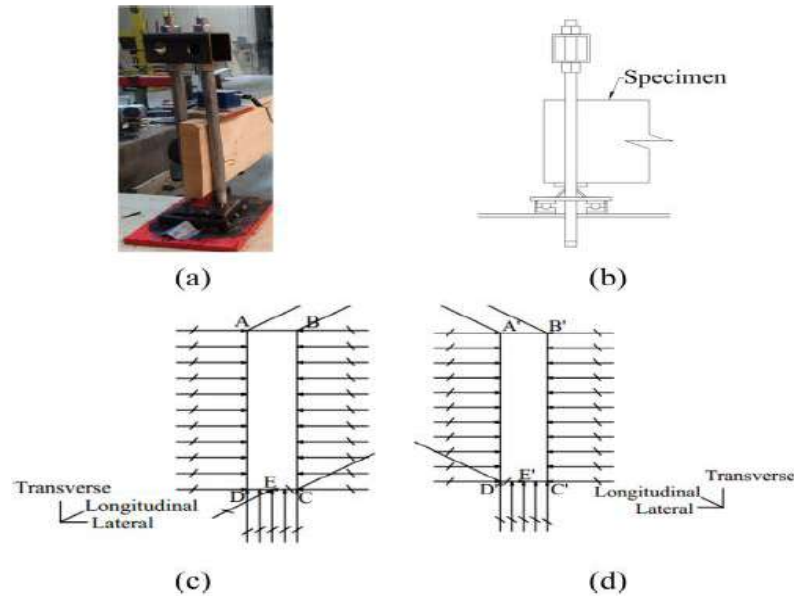 Specimen
(a)
(b)
A
B
A'
B'
D
E
C
D'
E'
C'
Transverse
Longitudinal
Lateral
Transverse
Longitudinal
Lateral
(c)
(d)